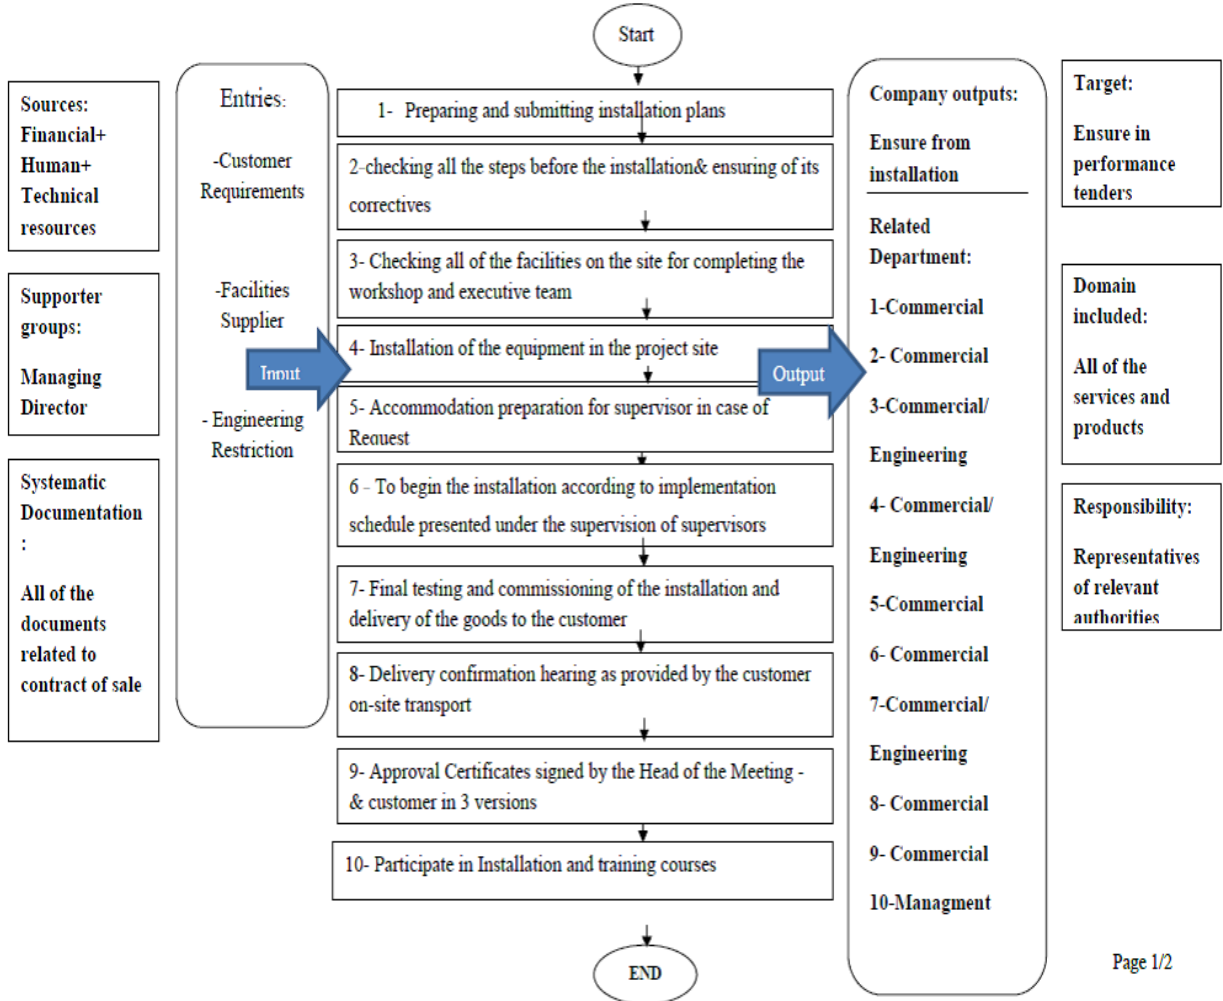 Start
Sources:
Financial+
Human+
Technical
resources
Supporter
groups:
Managing
Director
Systematic
Documentation
:
All of the
documents
related to
contract of sale
Entries:
-Customer
Requirements
-Facilities
Supplier
Input
- Engineering
Restriction
1- Preparing and submitting installation plans
2-checking all the steps before the installation& ensuring of its
correctives
3- Checking all of the facilities on the site for completing the
workshop and executive team
4- Installation of the equipment in the project site
5- Accommodation preparation for supervisor in case of
Request
6 - To begin the installation according to implementation
schedule presented under the supervision of supervisors
7- Final testing and commissioning of the installation and
delivery of the goods to the customer
8- Delivery confirmation hearing as provided by the customer
on-site transport
9- Approval Certificates signed by the Head of the Meeting -
& customer in 3 versions
10- Participate in Installation and training courses
END
Output
Company outputs:
Ensure from
installation
Related
Department:
1-Commercial
2- Commercial
3-Commercial/
Engineering
4- Commercial/
Engineering
5-Commercial
6- Commercial
7-Commercial/
Engineering
8- Commercial
9- Commercial
10-Managment
Target:
Ensure in
performance
tenders
Domain
included:
All of the
services and
products
Responsibility:
Representatives
of relevant
authorities
Page 1/2